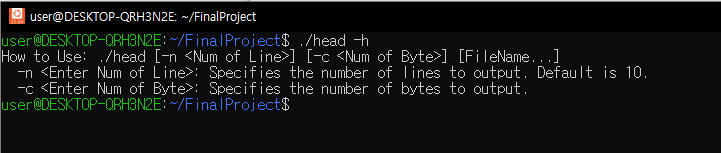 user@DESKTOP-QRH3N2E: ~/FinalProject
user@DESKTOP-QRH3N2E:~/FinalProject$ ./head -h
How to Use: ./head [-n <Num of Line>] [-c <Num of Byte>] [FileName...]
  -n <Enter Num of Line>: Specifies the number of lines to output. Default is 10.
  -c <Enter Num of Byte>: Specifies the number of bytes to output.
user@DESKTOP-QRH3N2E:~/FinalProject$